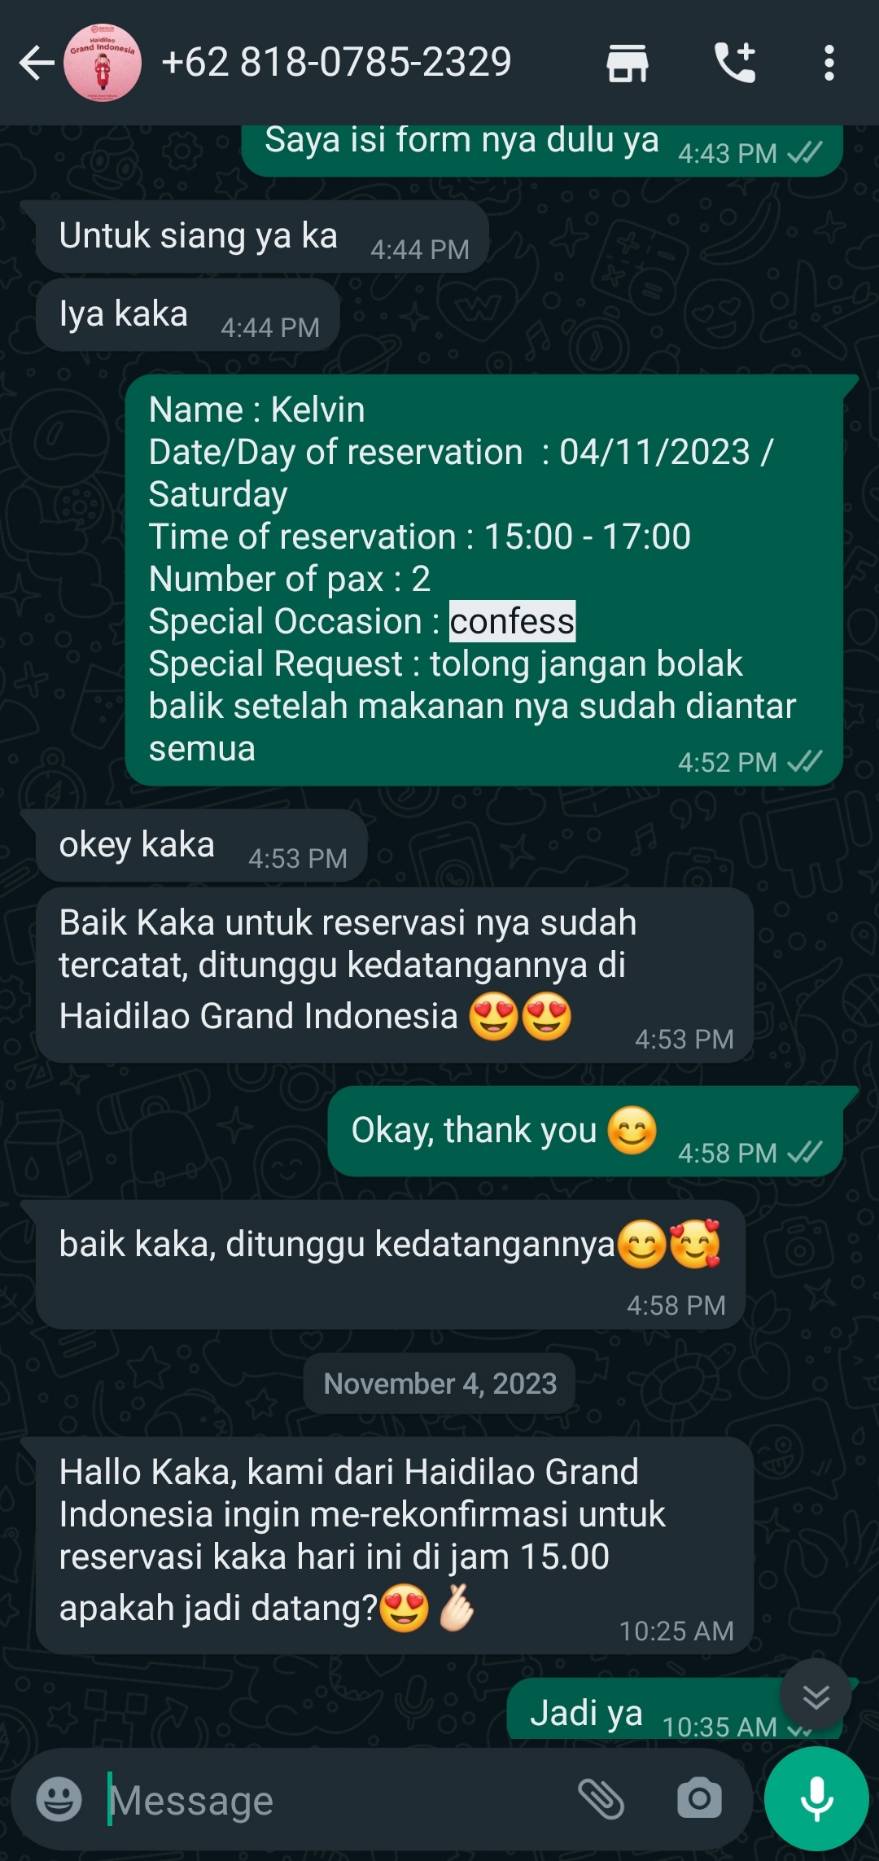 +62 818-0785-2329
Grand Indonesia
Saya isi form nya dulu ya 4:43 PM
Untuk siang ya ka 4:44 PM
Iya kaka 4:44 PM
Name : Kelvin
Date/Day of reservation : 04/11/2023 /
Saturday
Time of reservation : 15:00 - 17:00
Number of pax : 2
Special Occasion : confess
Special Request : tolong jangan bolak
balik setelah makanan nya sudah diantar
semua
4:52 PM
okey kaka 4:53 PM
Baik Kaka untuk reservasi nya sudah
tercatat, ditunggu kedatangannya di
Haidilao Grand Indonesia 😍😍
4:53 PM
Okay, thank you 😊 4:58 PM
baik kaka, ditunggu kedatangannya😊🥰
4:58 PM
November 4, 2023
Hallo Kaka, kami dari Haidilao Grand
Indonesia ingin me-rekonfirmasi untuk
reservasi kaka hari ini di jam 15.00
apakah jadi datang?😍🫰🏻
10:25 AM
Jadi ya 10:35 AM
Message